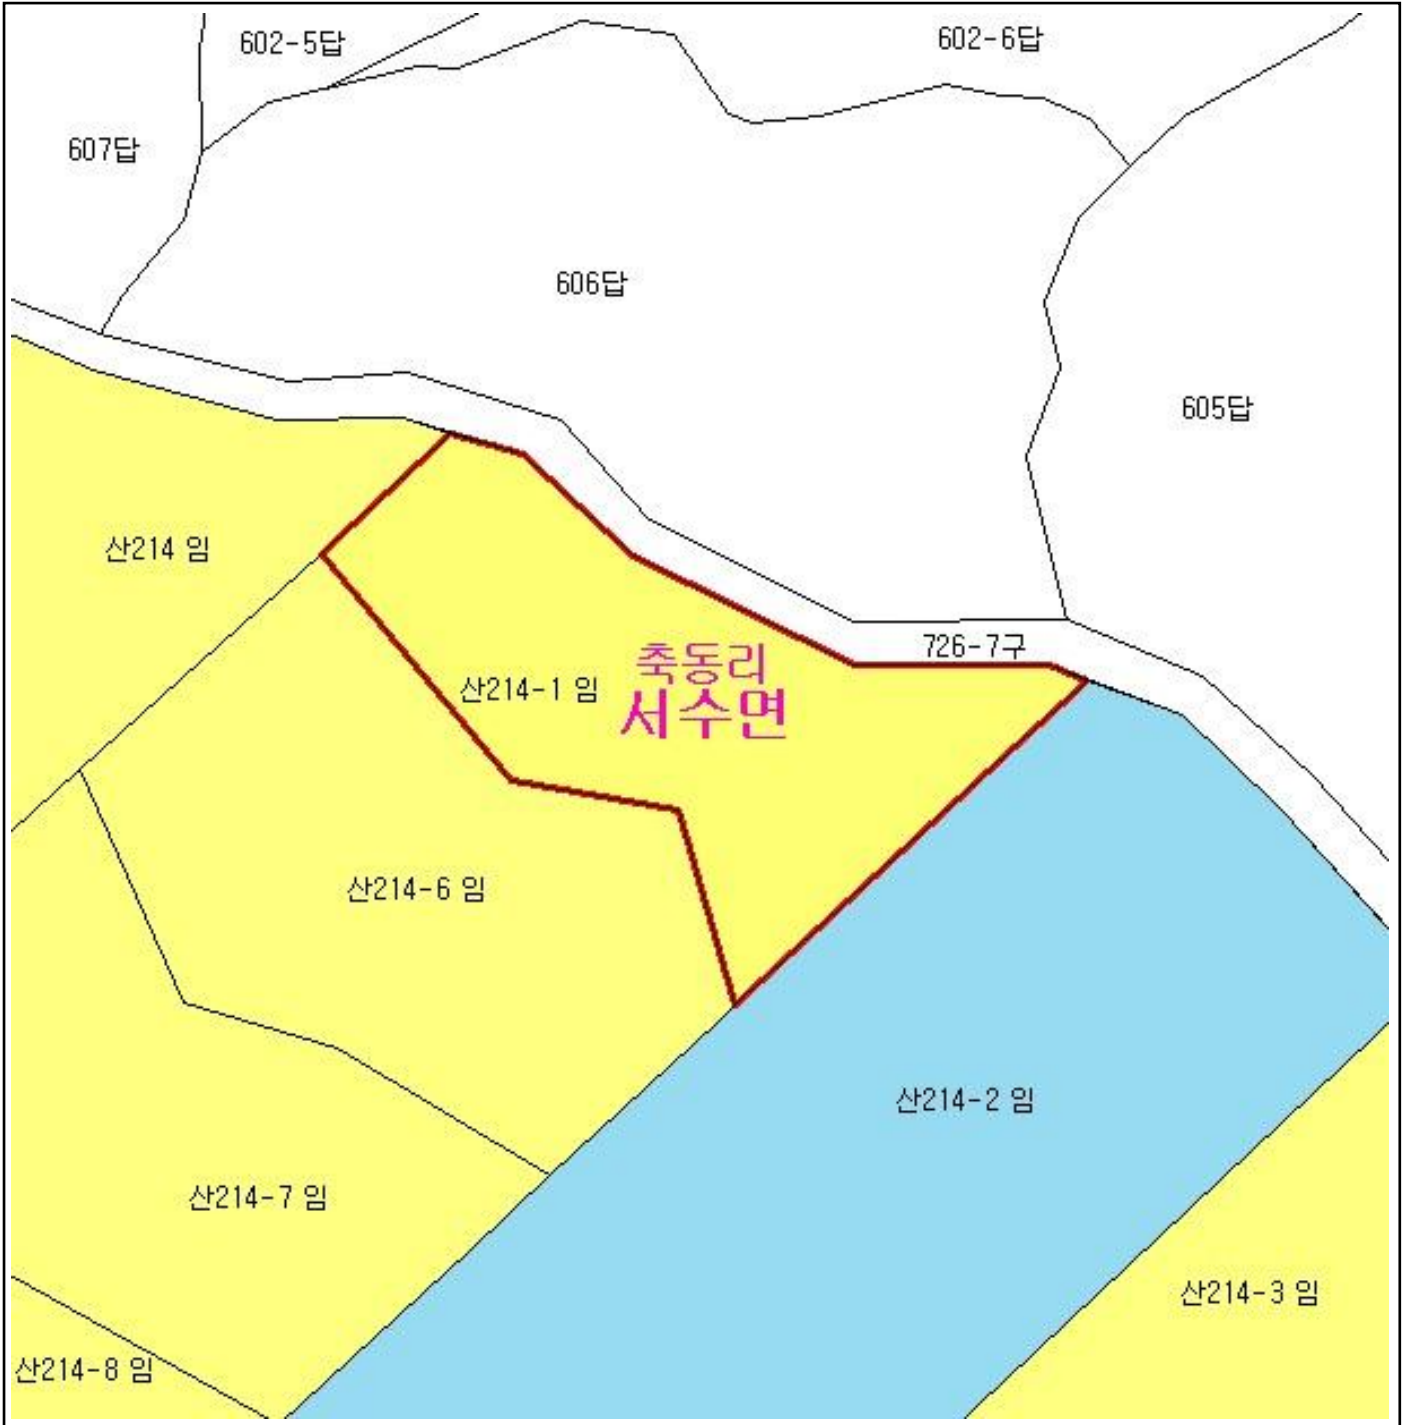 602-5답
602-6답
607답
606답
605답
산214 임
726-7구
축동리
산214-1 임
서수면
산214-6 임
산214-2 임
산214-7 임
산214-3 임
산214-8 임